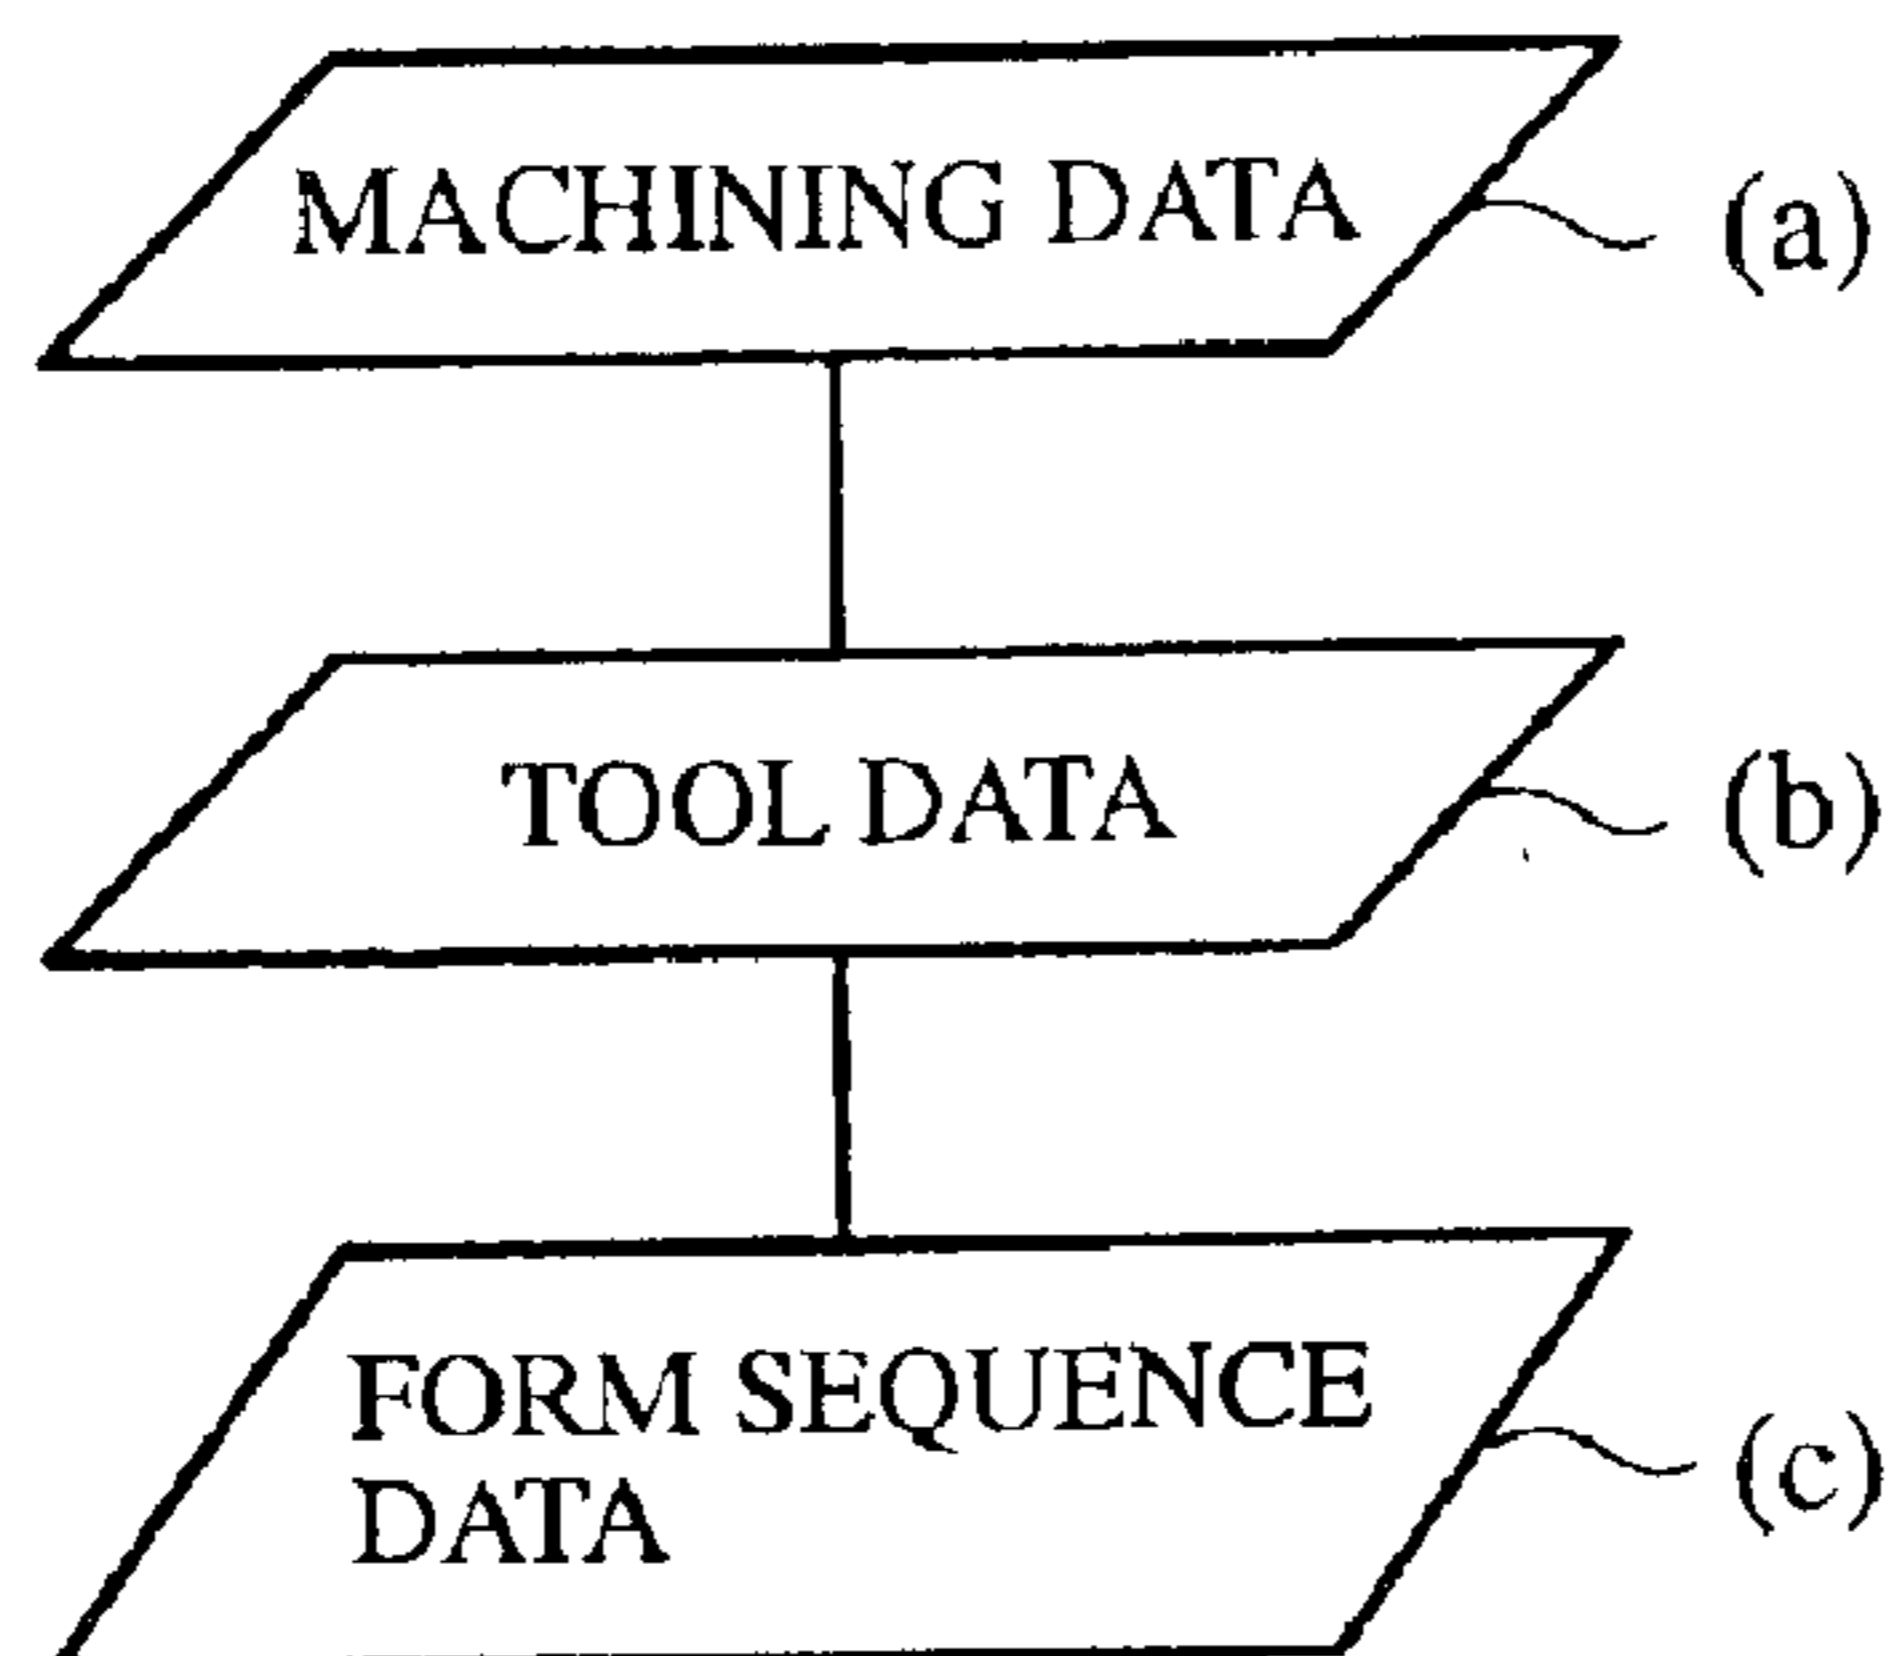 MACHINING DATA
(a)
TOOL DATA
(b)
FORM SEQUENCE
DATA
(c)